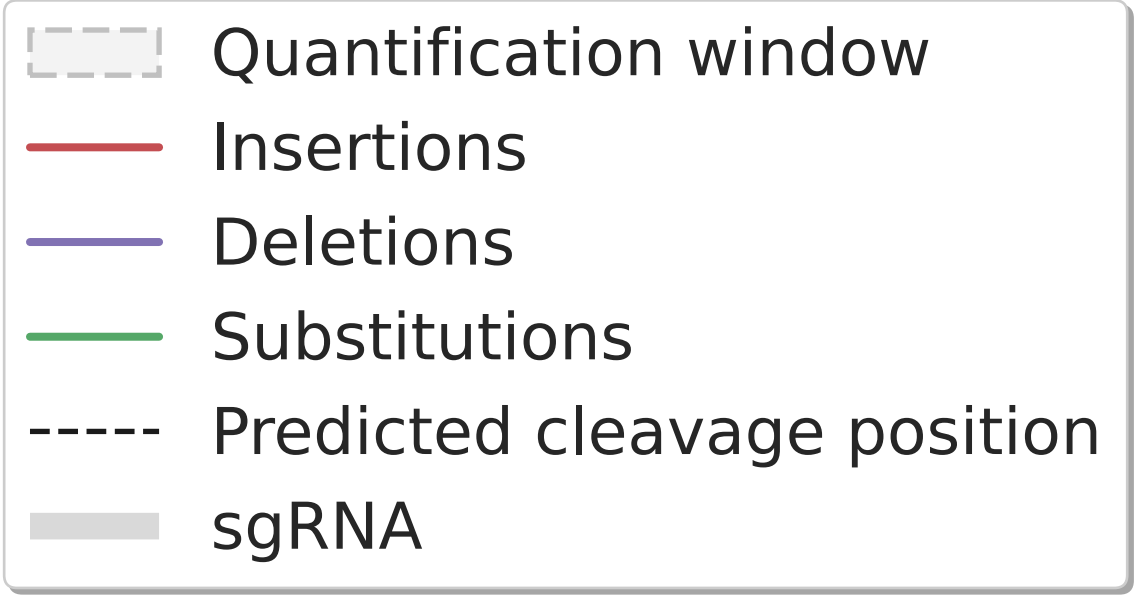 Quantification window
Insertions
Deletions
Substitutions
Predicted cleavage position
sgRNA